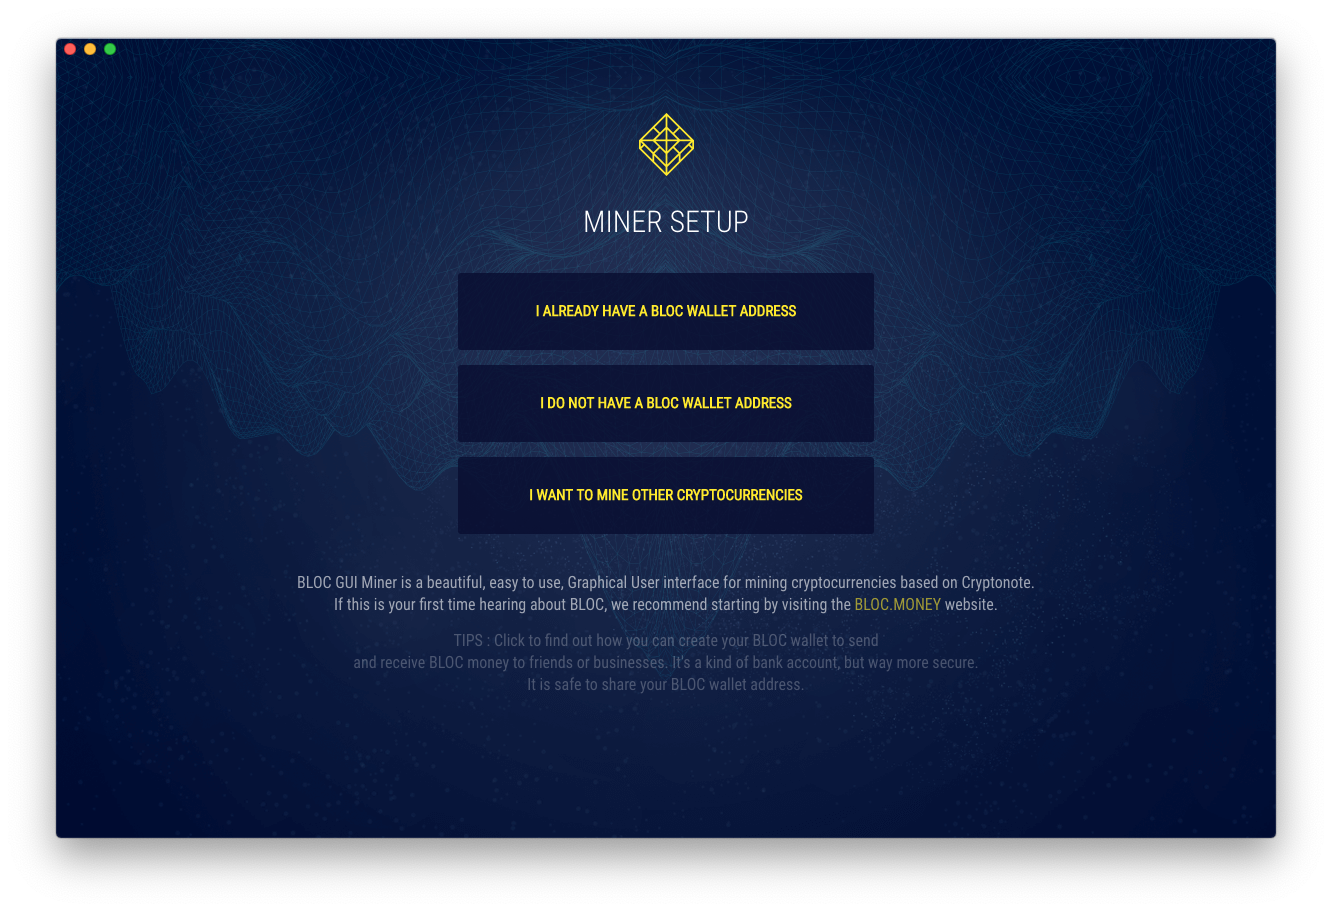 MINER SETUP
I ALREADY HAVE A BLOC WALLET ADDRESS
I DO NOT HAVE A BLOC WALLET ADDRESS
I WANT TO MINE OTHER CRYPTOCURRENCIES
BLOC GUI Miner is a beautiful, easy to use, Graphical User interface for mining cryptocurrencies based on Cryptonote.
If this is your first time hearing about BLOC, we recommend starting by visiting the BLOC.MONEY website.
TIPS : Click to find out how you can create your BLOC wallet to send
and receive BLOC money to friends or businesses. It's a kind of bank account, but way more secure.
It is safe to share your BLOC wallet address.